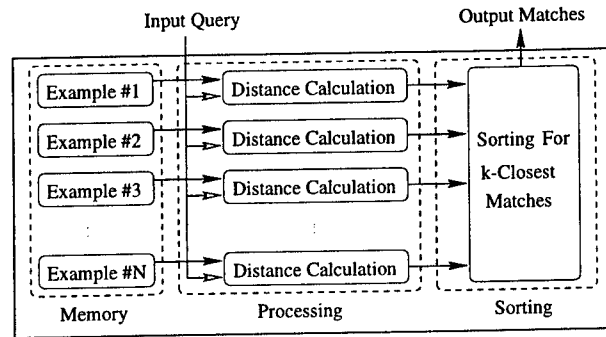 Input Query
Output Matches
Example #1
Distance Calculation
Example #2
Distance Calculation
Example #3
Distance Calculation
Example #N
Distance Calculation
Sorting For
k-Closest
Matches
Memory
Processing
Sorting